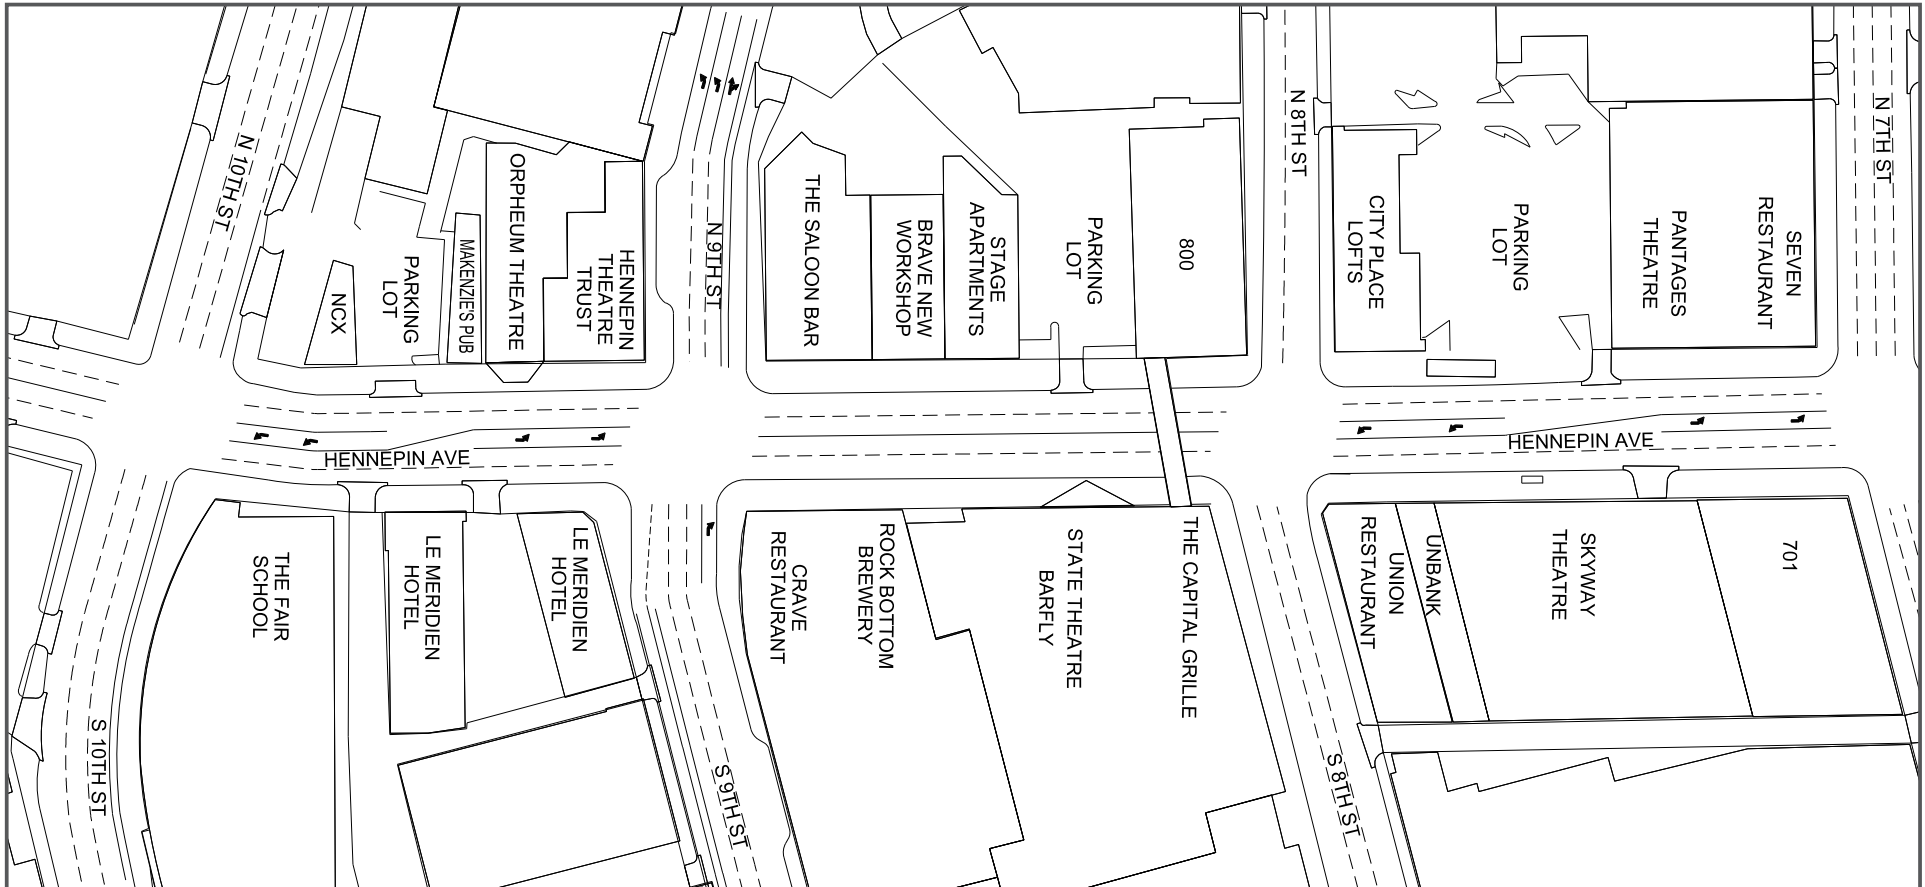 N 10TH ST
NCX
PARKING
LOT
MAKENZIE'S PUB
ORPHEUM THEATRE
HENNEPIN
THEATRE
TRUST
N 9TH ST
THE SALOON BAR
BRAVE NEW
WORKSHOP
STAGE
APARTMENTS
PARKING
LOT
800
N 8TH ST
CITY PLACE
LOFTS
PARKING
LOT
PANTAGES
THEATRE
SEVEN
RESTAURANT
N 7TH ST
HENNEPIN AVE
HENNEPIN AVE
S 10TH ST
THE FAIR
SCHOOL
LE MERIDIEN
HOTEL
LE MERIDIEN
HOTEL
S 9TH ST
CRAVE
RESTAURANT
ROCK BOTTOM
BREWERY
STATE THEATRE
BARFLY
THE CAPITAL GRILLE
S 8TH ST
UNION
RESTAURANT
UNBANK
SKYWAY
THEATRE
701